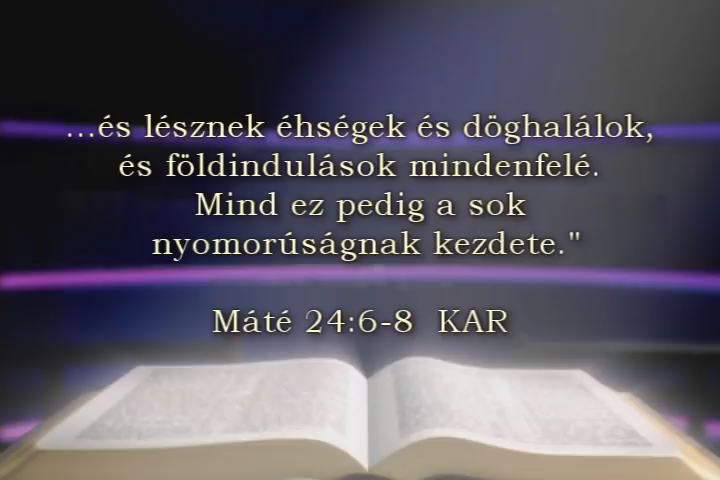 ...és lésznek éhségek és döghalálok,
és földindulások mindenfelé.
Mind ez pedig a sok
nyomorúságnak kezdete."
Máté 24:6-8 KAR